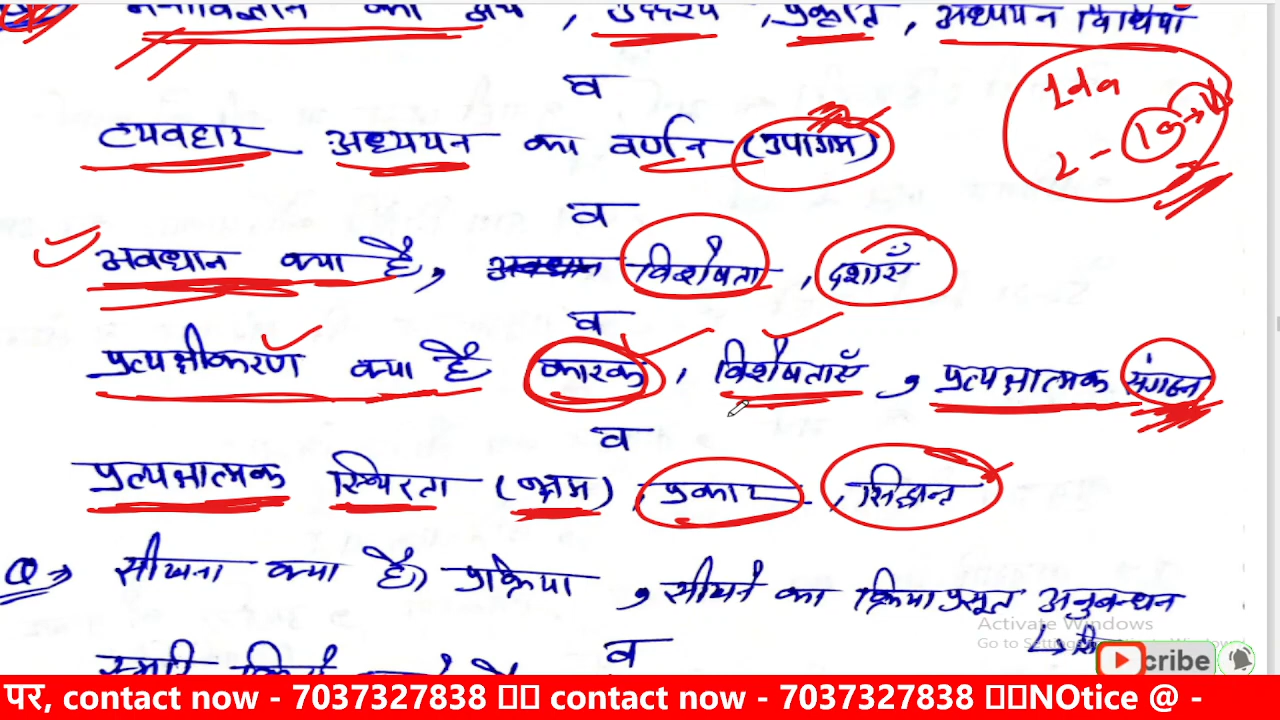 मनोविज्ञान का अर्थ, उद्देश्य, प्रकृति, अध्ययन विधियाँ
व
व्यवहार अध्ययन का वर्णन (उपागम)
व
अवधान क्या है, विशेषता, दशाएँ
व
प्रत्यक्षीकरण क्या है कारक, विशेषताएँ, प्रत्यक्षात्मक संगठन
व
प्रत्यक्षात्मक स्थिरता (भ्रम), प्रकार, सिद्धान्त
Q⇒ सीखना क्या है, प्रक्रिया, सीखने का क्रियाप्रसूत अनुबन्धन
व
Activate Windows
पर, contact now - 7037327838 contact now - 7037327838 NOtice @ -